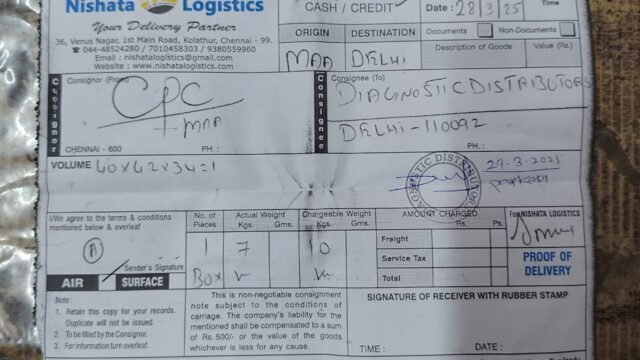 Nishata Logistics
Your Delivery Partner
36, Venus Nagar, 1st Main Road, Kolathur, Chennai - 99.
044-48524280 / 7010458303 / 9380559960
Email : nishatalogistics@gmail.com
Website : www.nishatalogistics.com
CASH / CREDIT
Date : 28/3/25
Time
ORIGIN DESTINATION
MAA DELHI
Documents Non-Documents
Description of Goods Value (Rs.)
Consignor
Consignor (From)
CPC
MAA
CHENNAI - 600 PH. :
Consignee
Consignee (To)
DIAGNOSTIC DISTRIBUTORS
DELHI - 110092
PH. :
VOLUME 40 x 42 x 34 = 1
DIAGNOSTIC DISTRIBUTOR
29.3.2025
I/We agree to the terms & conditions
mentioned below & overleaf
A
Sender's Signature
AIR SURFACE
No. of Pieces Actual Weight Kgs. Gms. Chargeable Weight Kgs. Gms.
1 7 10
Box
AMOUNT CHARGED
Rs. Ps.
Freight
Service Tax
Total
For NISHATA LOGISTICS
PROOF OF
DELIVERY
Note :
1. Retain this copy for your records.
Duplicate will not be issued.
2. To be filled by the Consignor.
3. For information turn overleaf.
This is non-negotiable consignment
note subject to the conditions of
carriage. The company's liability for the
mentioned shall be compensated to a sum
of Rs. 500/- or the value of the goods
whichever is less for any cause.
SIGNATURE OF RECEIVER WITH RUBBER STAMP
TIME : DATE :